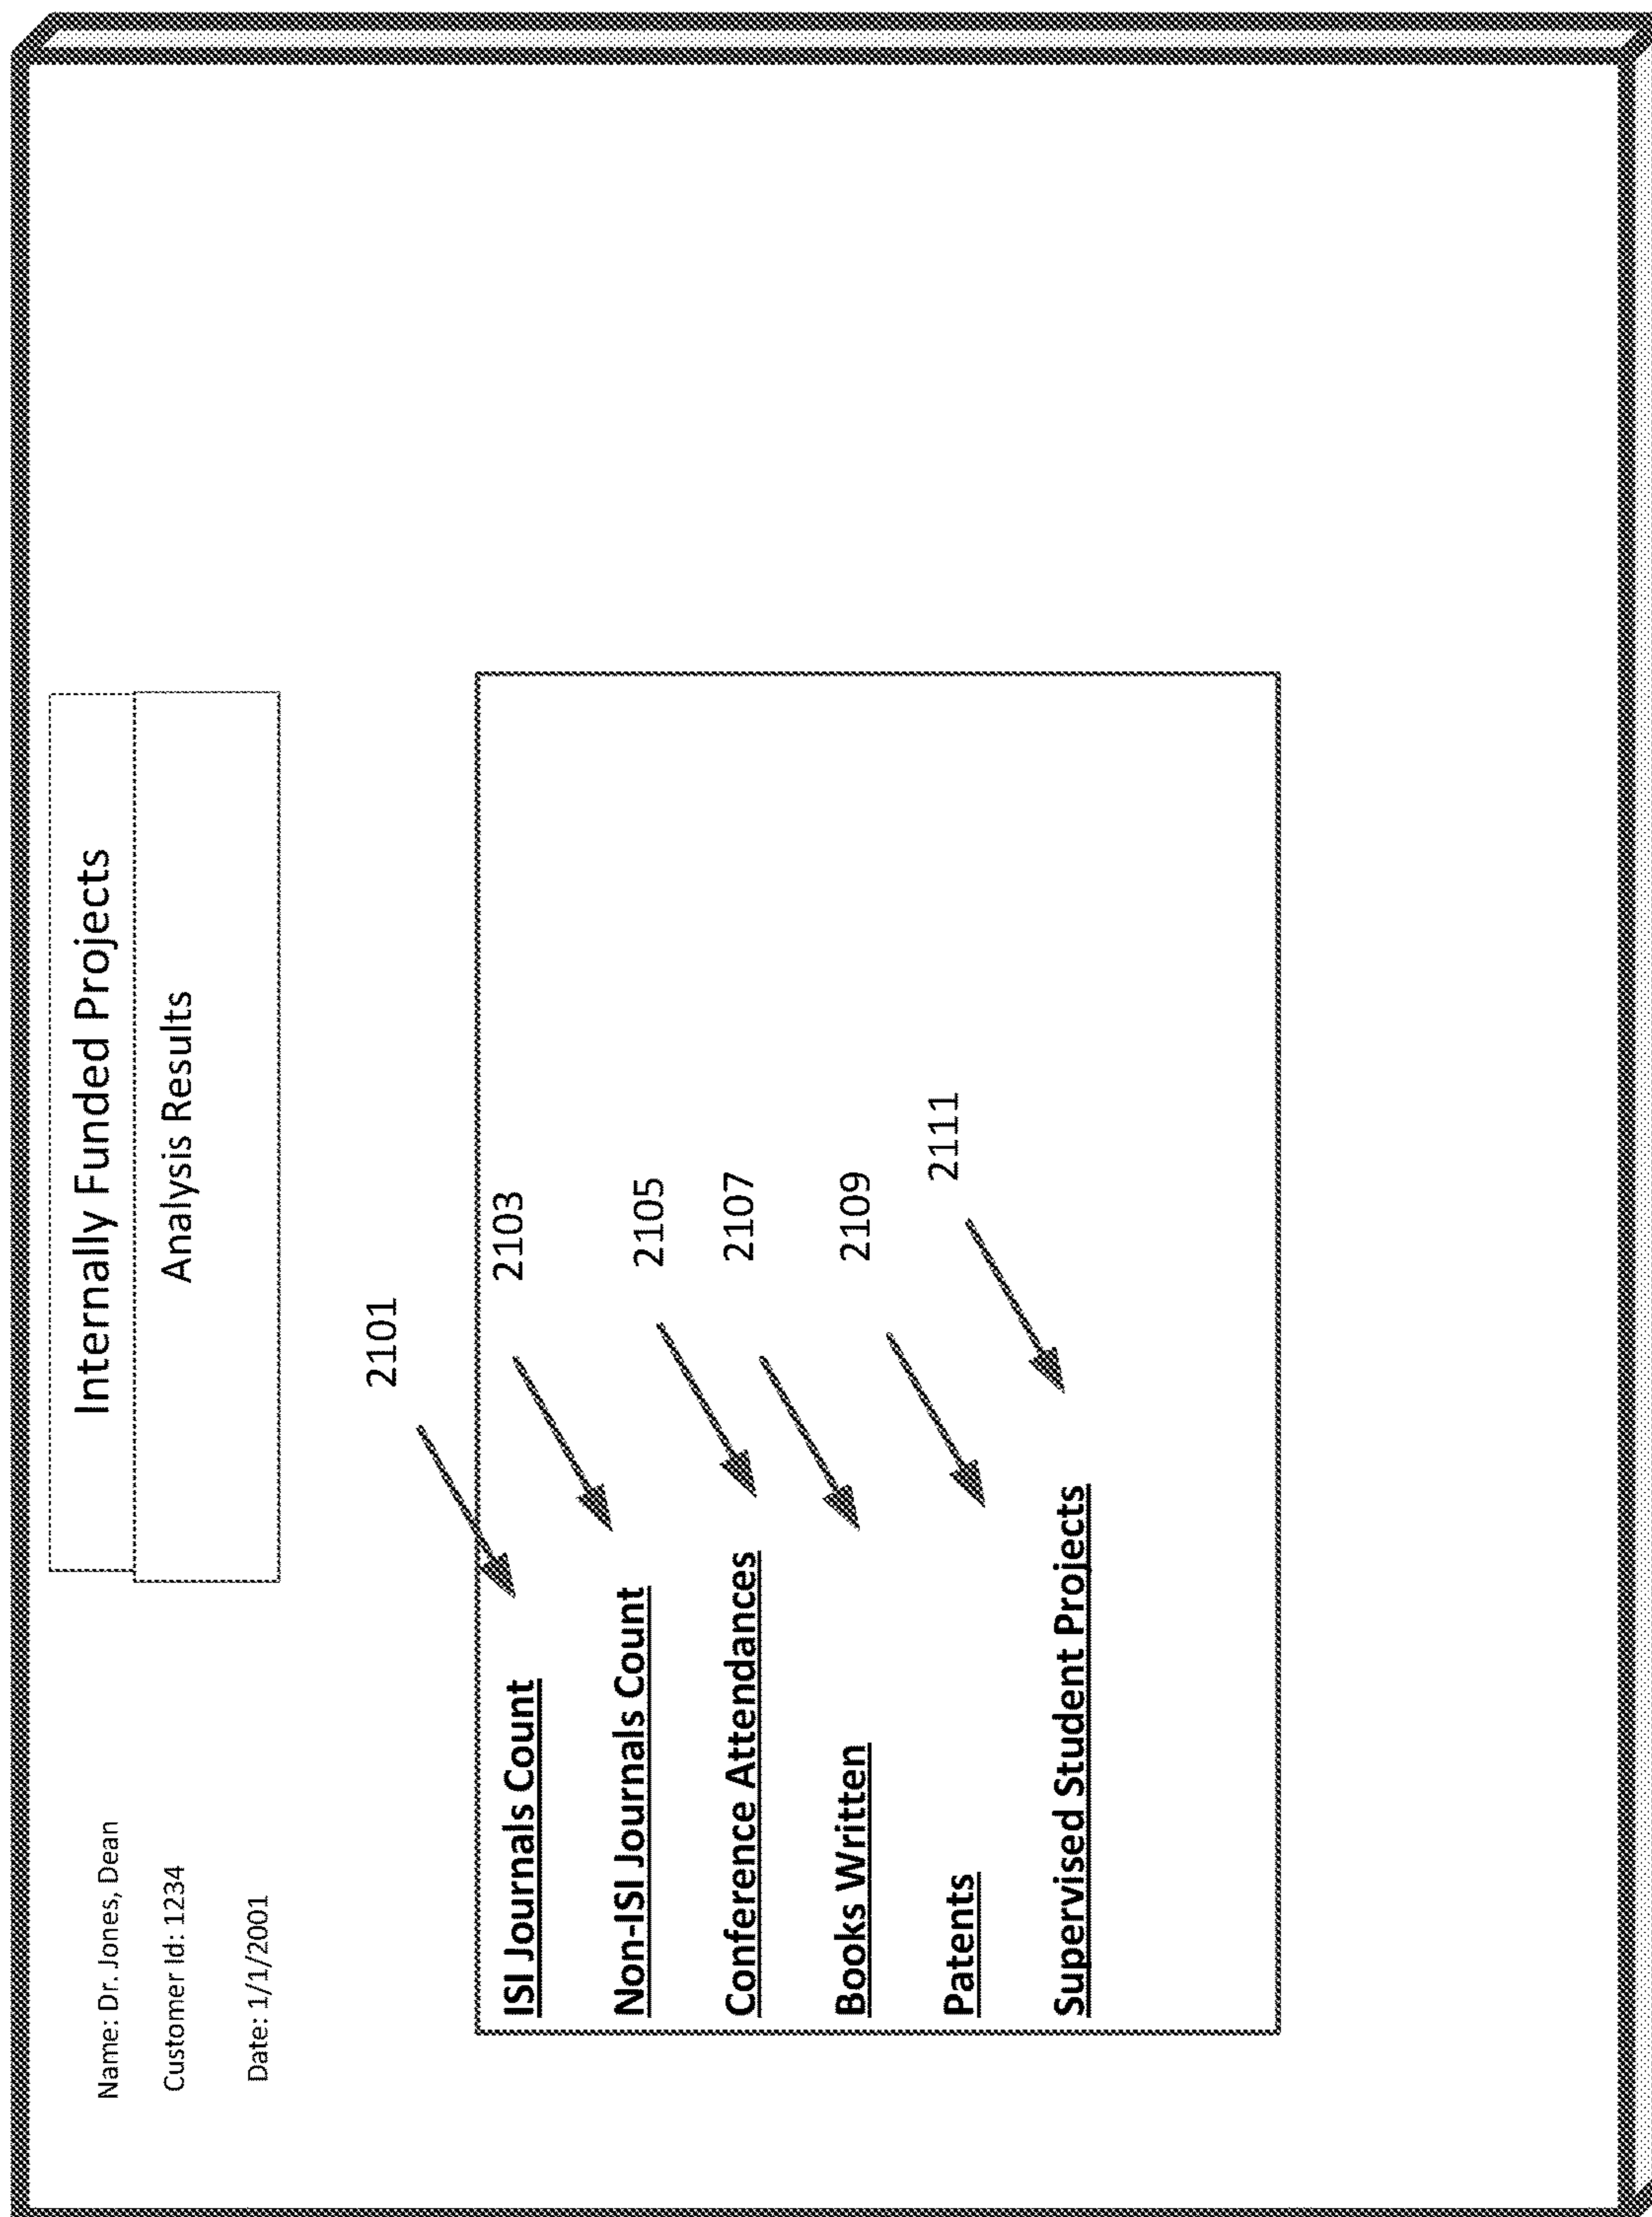 Internally Funded Projects
Analysis Results
Name: Dr. Jones, Dean
Customer Id: 1234
Date: 1/1/2001
2101
ISI Journals Count
2103
Non-ISI Journals Count
2105
Conference Attendances
2107
Books Written
2109
Patents
2111
Supervised Student Projects